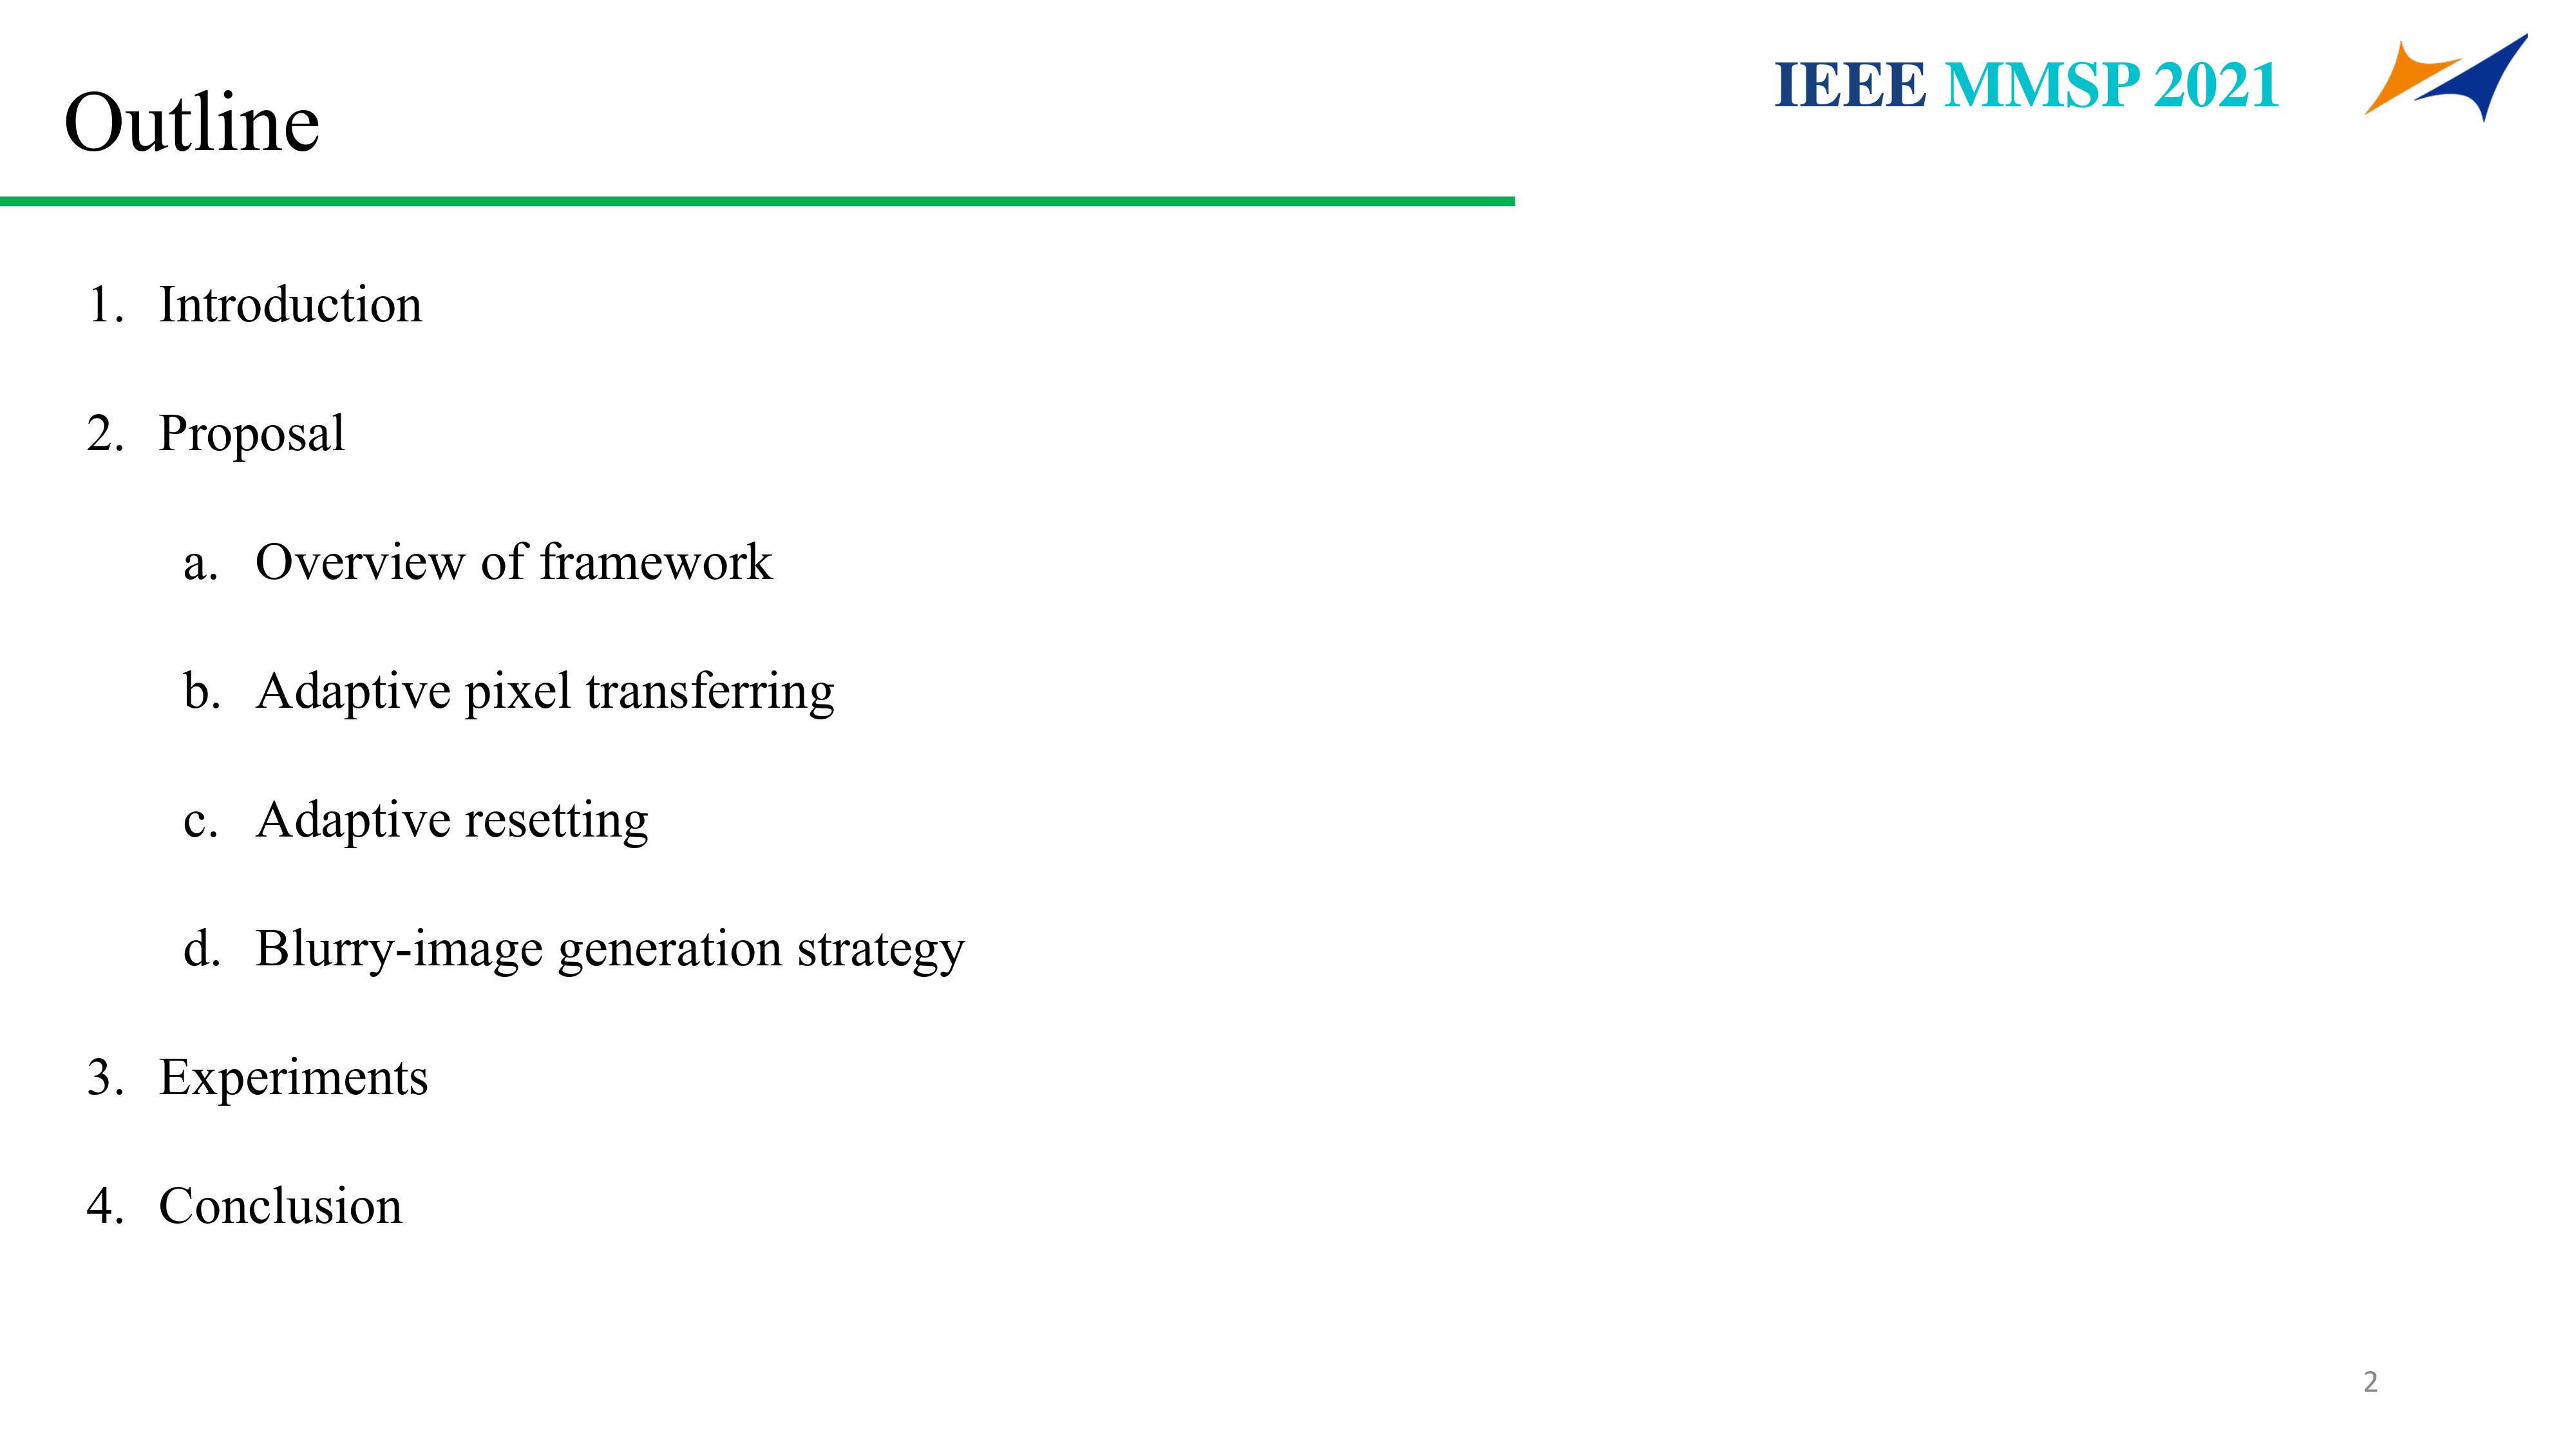 Outline
IEEE MMSP 2021
1. Introduction
2. Proposal
a. Overview of framework
b. Adaptive pixel transferring
c. Adaptive resetting
d. Blurry-image generation strategy
3. Experiments
4. Conclusion
2